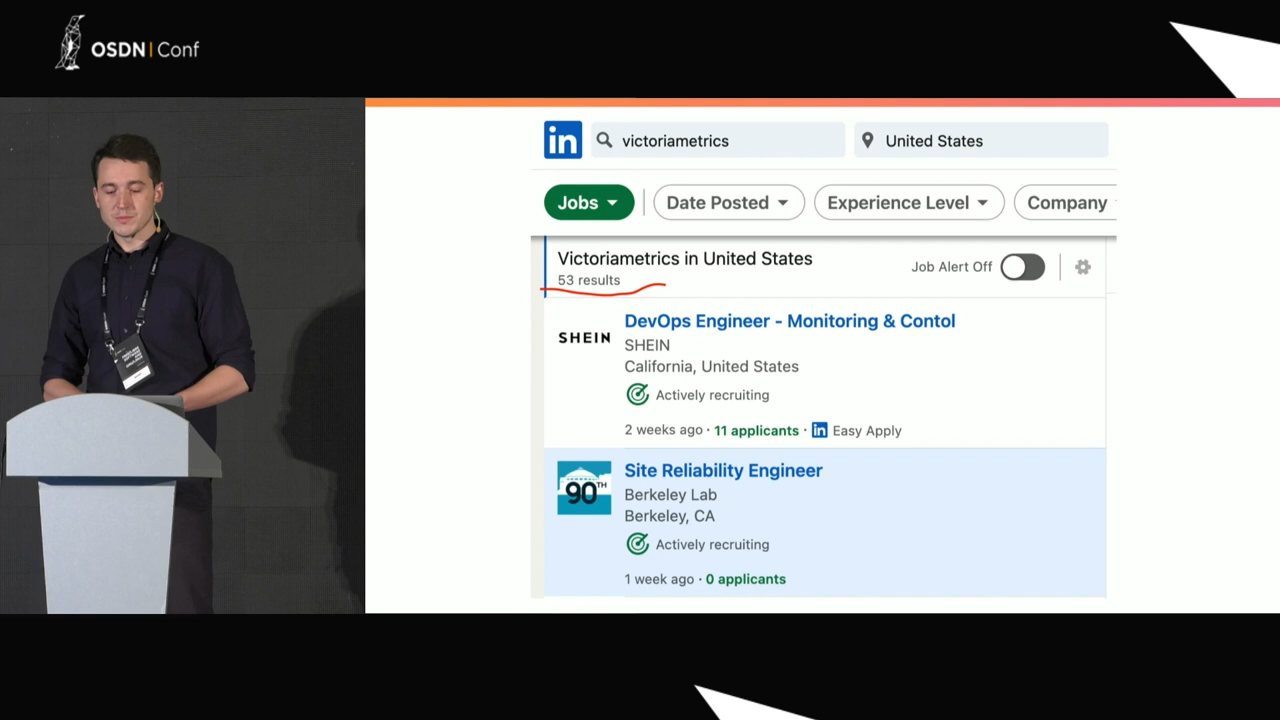 OSDN | Conf
in victoriametrics United States
Jobs Date Posted Experience Level Company
Victoriametrics in United States
53 results
Job Alert Off
DevOps Engineer - Monitoring & Contol
SHEIN
SHEIN
California, United States
Actively recruiting
2 weeks ago · 11 applicants · in Easy Apply
Site Reliability Engineer
90TH
Berkeley Lab
Berkeley, CA
Actively recruiting
1 week ago · 0 applicants